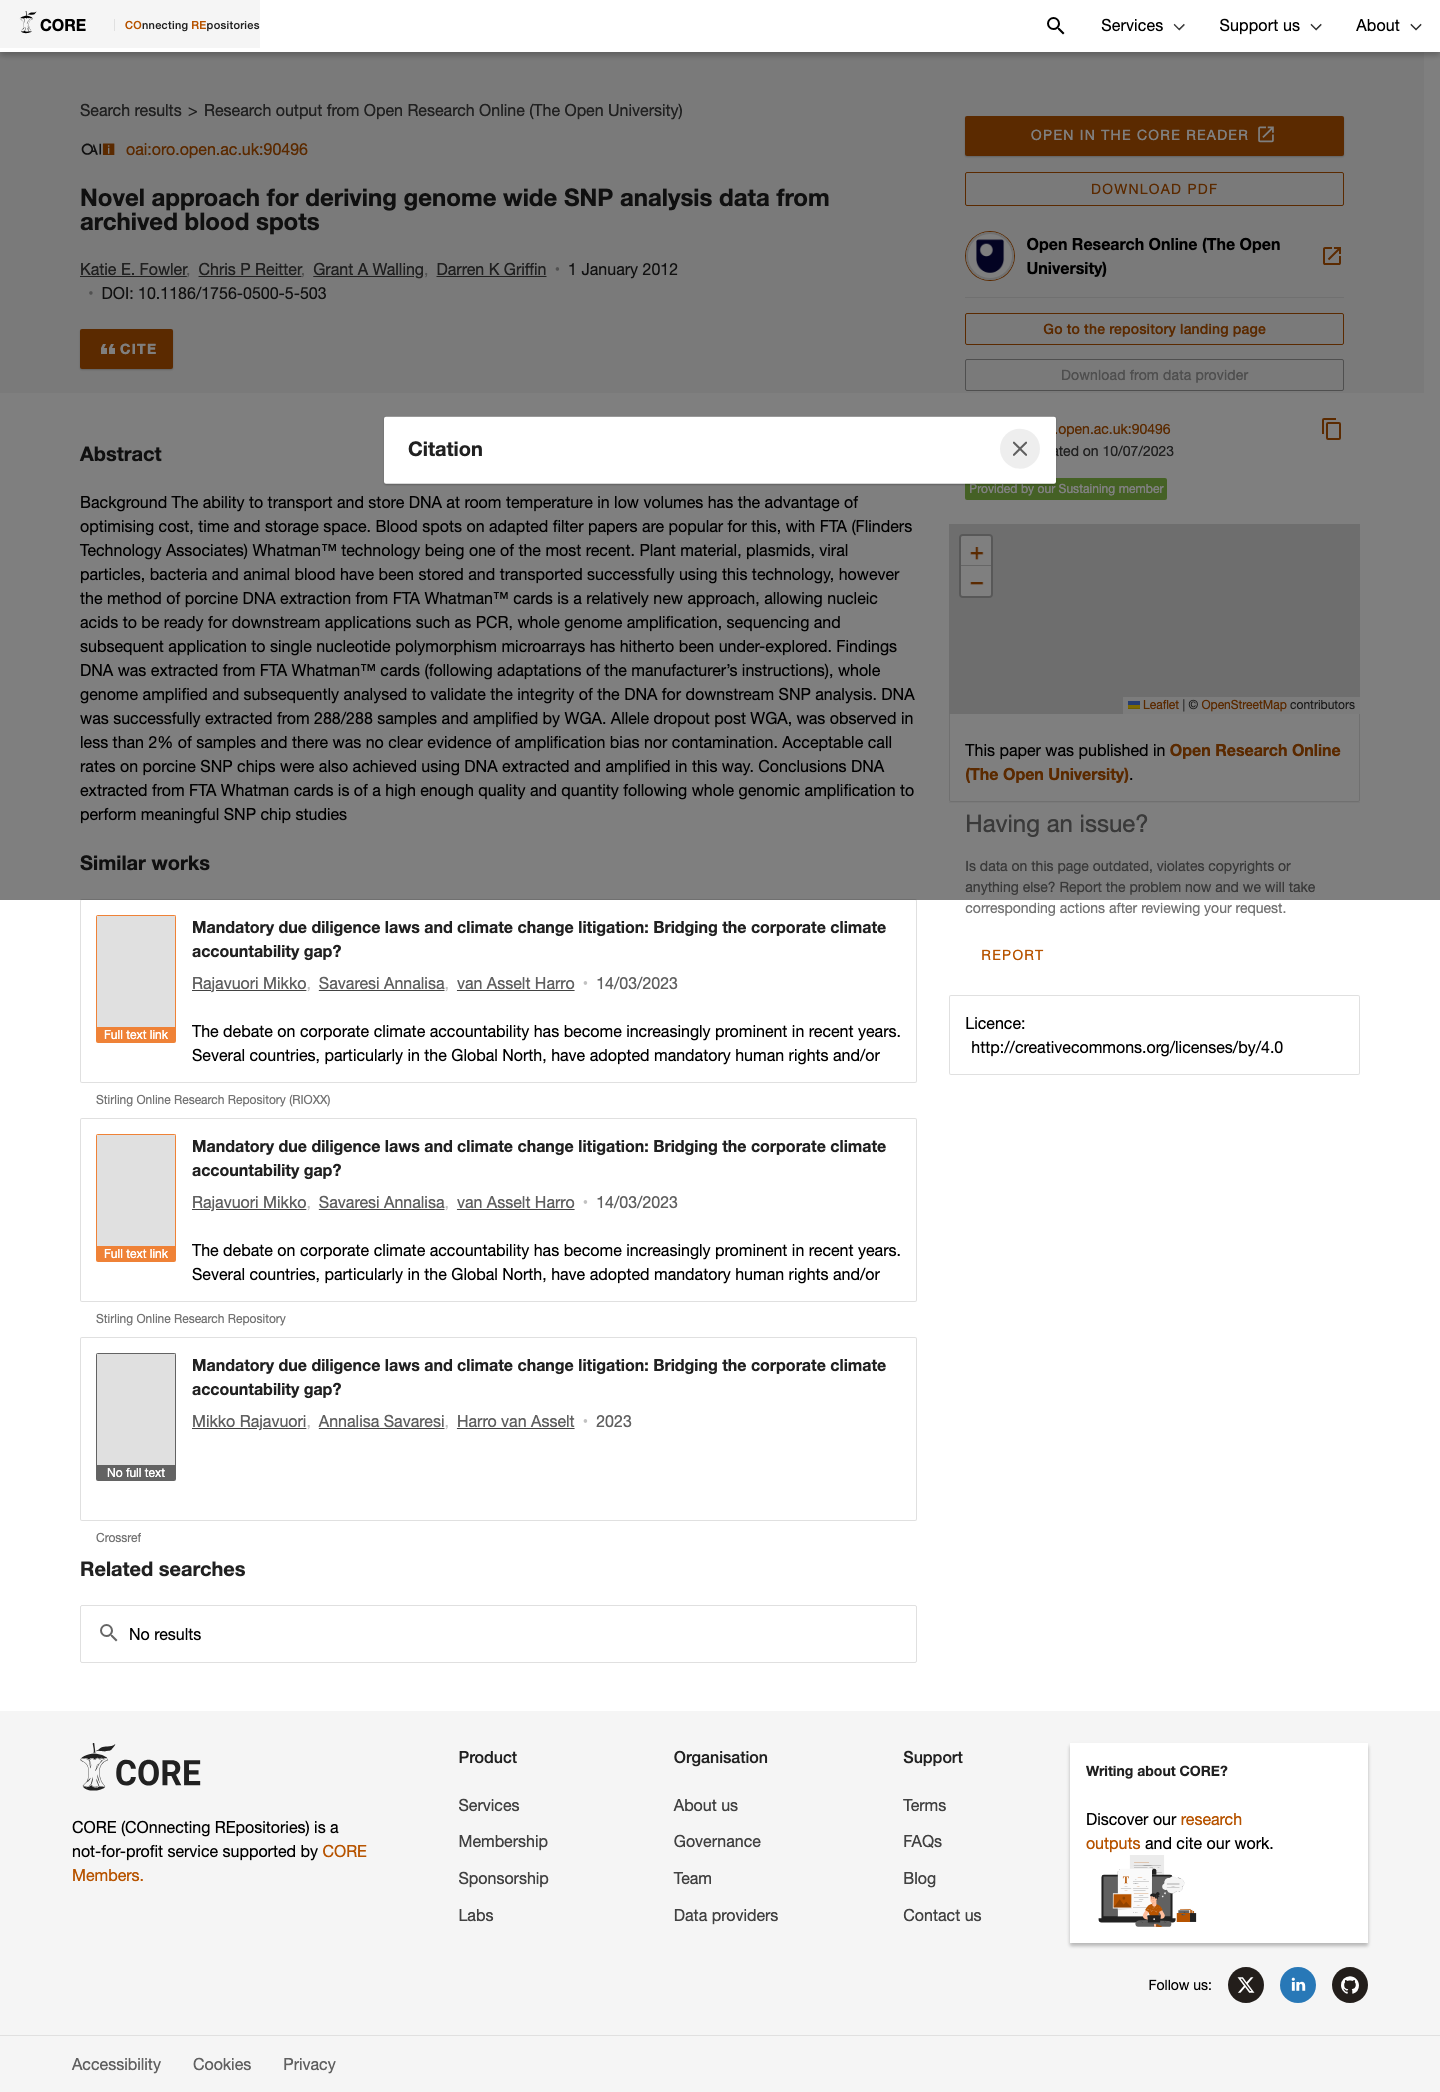 CORE
COnnecting REpositories
Services
Support us
About
Search results > Research output from Open Research Online (The Open University)
OAI oai:oro.open.ac.uk:90496
Novel approach for deriving genome wide SNP analysis data from
archived blood spots
Katie E. Fowler, Chris P Reitter, Grant A Walling, Darren K Griffin • 1 January 2012
• DOI: 10.1186/1756-0500-5-503
CITE
OPEN IN THE CORE READER
DOWNLOAD PDF
Open Research Online (The Open
University)
Go to the repository landing page
Download from data provider
.open.ac.uk:90496
ated on 10/07/2023
Provided by our Sustaining member
Citation
Abstract
Background The ability to transport and store DNA at room temperature in low volumes has the advantage of
optimising cost, time and storage space. Blood spots on adapted filter papers are popular for this, with FTA (Flinders
Technology Associates) Whatman™ technology being one of the most recent. Plant material, plasmids, viral
particles, bacteria and animal blood have been stored and transported successfully using this technology, however
the method of porcine DNA extraction from FTA Whatman™ cards is a relatively new approach, allowing nucleic
acids to be ready for downstream applications such as PCR, whole genome amplification, sequencing and
subsequent application to single nucleotide polymorphism microarrays has hitherto been under-explored. Findings
DNA was extracted from FTA Whatman™ cards (following adaptations of the manufacturer’s instructions), whole
genome amplified and subsequently analysed to validate the integrity of the DNA for downstream SNP analysis. DNA
was successfully extracted from 288/288 samples and amplified by WGA. Allele dropout post WGA, was observed in
less than 2% of samples and there was no clear evidence of amplification bias nor contamination. Acceptable call
rates on porcine SNP chips were also achieved using DNA extracted and amplified in this way. Conclusions DNA
extracted from FTA Whatman cards is of a high enough quality and quantity following whole genomic amplification to
perform meaningful SNP chip studies
+
−
Leaflet | © OpenStreetMap contributors
This paper was published in Open Research Online
(The Open University).
Having an issue?
Is data on this page outdated, violates copyrights or
anything else? Report the problem now and we will take
corresponding actions after reviewing your request.
REPORT
Licence:
http://creativecommons.org/licenses/by/4.0
Similar works
Mandatory due diligence laws and climate change litigation: Bridging the corporate climate
accountability gap?
Rajavuori Mikko, Savaresi Annalisa, van Asselt Harro • 14/03/2023
The debate on corporate climate accountability has become increasingly prominent in recent years.
Several countries, particularly in the Global North, have adopted mandatory human rights and/or
Full text link
Stirling Online Research Repository (RIOXX)
Mandatory due diligence laws and climate change litigation: Bridging the corporate climate
accountability gap?
Rajavuori Mikko, Savaresi Annalisa, van Asselt Harro • 14/03/2023
The debate on corporate climate accountability has become increasingly prominent in recent years.
Several countries, particularly in the Global North, have adopted mandatory human rights and/or
Full text link
Stirling Online Research Repository
Mandatory due diligence laws and climate change litigation: Bridging the corporate climate
accountability gap?
Mikko Rajavuori, Annalisa Savaresi, Harro van Asselt • 2023
No full text
Crossref
Related searches
No results
CORE
CORE (COnnecting REpositories) is a
not-for-profit service supported by CORE
Members.
Product
Services
Membership
Sponsorship
Labs
Organisation
About us
Governance
Team
Data providers
Support
Terms
FAQs
Blog
Contact us
Writing about CORE?
Discover our research
outputs and cite our work.
T
Follow us:
in
Accessibility
Cookies
Privacy